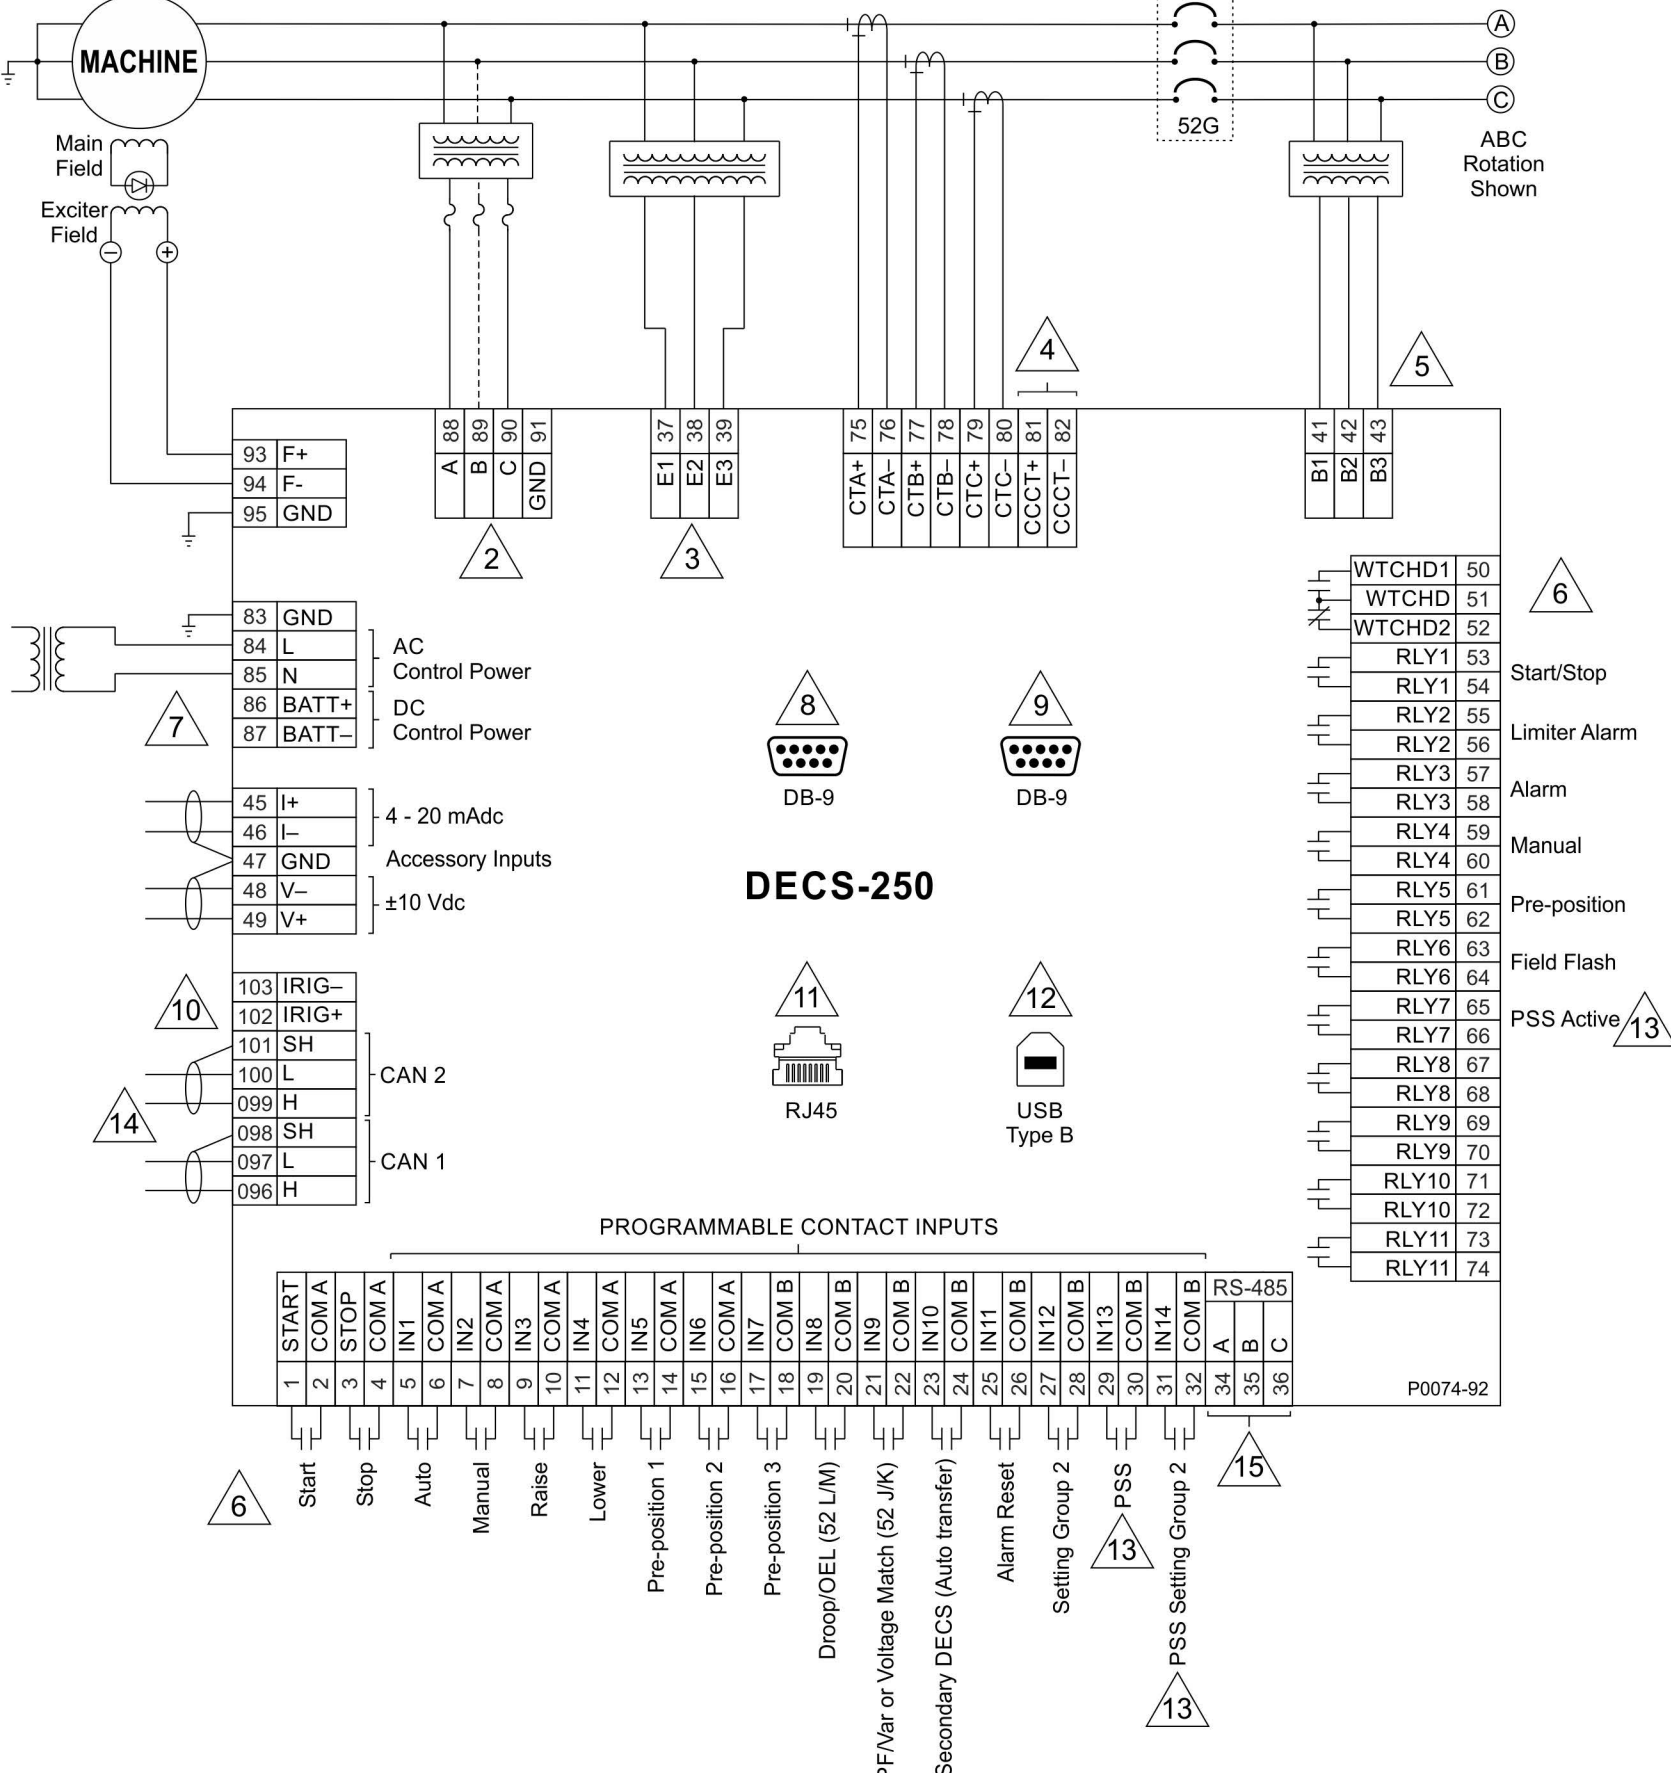 MACHINE
A
B
C
52G
ABC
Rotation
Shown
Main
Field
Exciter
Field
4
5
93 F+
94 F-
95 GND
88 89 90 91
A B C GND
2
37 38 39
E1 E2 E3
3
75 76 77 78 79 80 81 82
CTA+ CTA– CTB+ CTB– CTC+ CTC– CCCT+ CCCT–
41 42 43
B1 B2 B3
83 GND
84 L
85 N
86 BATT+
87 BATT–
AC
Control Power
DC
Control Power
7
45 I+
46 I–
47 GND
48 V–
49 V+
4 - 20 mAdc
Accessory Inputs
±10 Vdc
10
103 IRIG–
102 IRIG+
101 SH
100 L
099 H
098 SH
097 L
096 H
CAN 2
CAN 1
14
8
DB-9
9
DB-9
DECS-250
11
RJ45
12
USB
Type B
WTCHD1 50
WTCHD 51
WTCHD2 52
RLY1 53
RLY1 54
RLY2 55
RLY2 56
RLY3 57
RLY3 58
RLY4 59
RLY4 60
RLY5 61
RLY5 62
RLY6 63
RLY6 64
RLY7 65
RLY7 66
RLY8 67
RLY8 68
RLY9 69
RLY9 70
RLY10 71
RLY10 72
RLY11 73
RLY11 74
6
Start/Stop
Limiter Alarm
Alarm
Manual
Pre-position
Field Flash
PSS Active
13
PROGRAMMABLE CONTACT INPUTS
START COM A STOP COM A IN1 COM A IN2 COM A IN3 COM A IN4 COM A IN5 COM A IN6 COM A IN7 COM B IN8 COM B IN9 COM B IN10 COM B IN11 COM B IN12 COM B IN13 COM B IN14 COM B
RS-485
A B C
1 2 3 4 5 6 7 8 9 10 11 12 13 14 15 16 17 18 19 20 21 22 23 24 25 26 27 28 29 30 31 32 34 35 36
P0074-92
6
Start
Stop
Auto
Manual
Raise
Lower
Pre-position 1
Pre-position 2
Pre-position 3
Droop/OEL (52 L/M)
PF/Var or Voltage Match (52 J/K)
Secondary DECS (Auto transfer)
Alarm Reset
Setting Group 2
PSS
13
PSS Setting Group 2
13
15